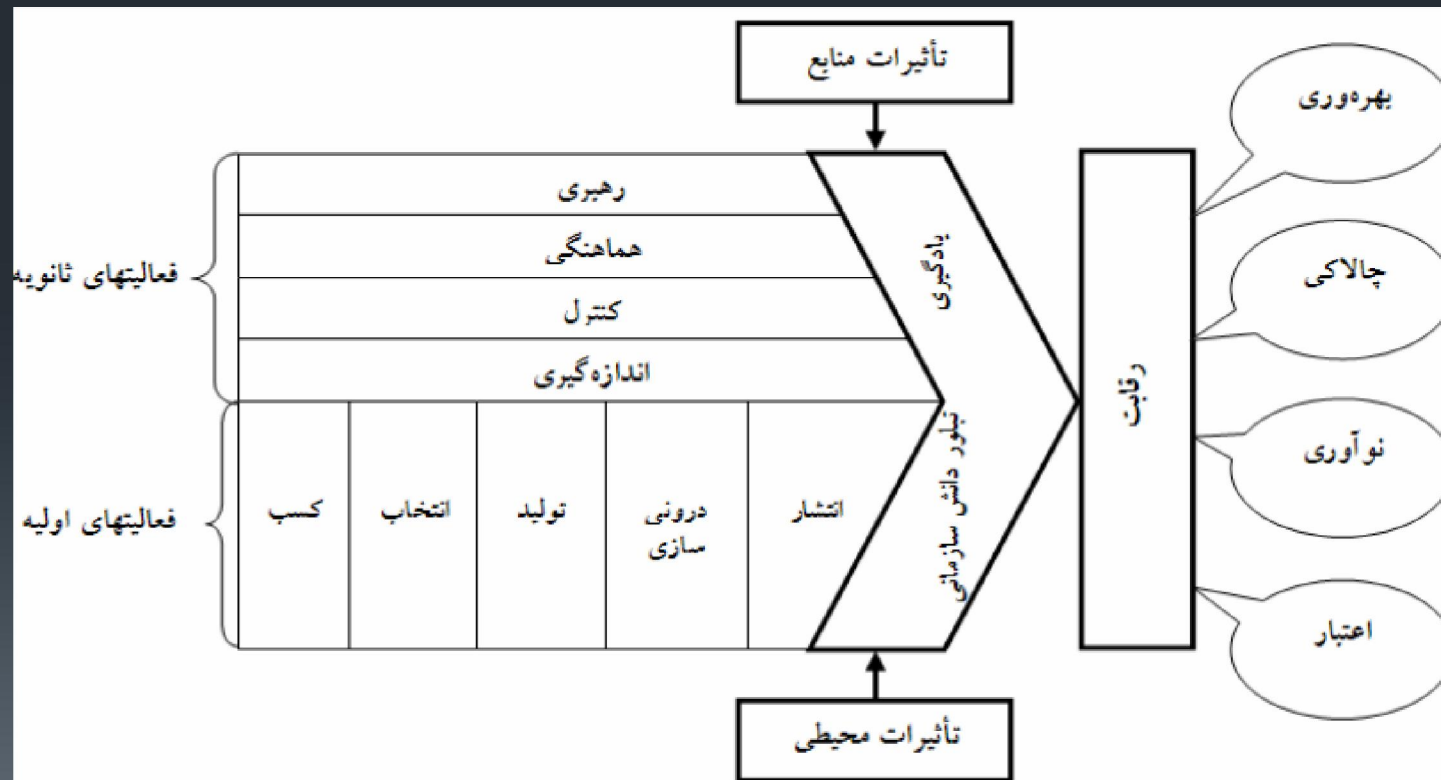 تأثیرات منابع
بهره‌وری
چالاکی
نوآوری
اعتبار
رقابت
یادگیری
تبلور دانش سازمانی
فعالیتهای ثانویه
رهبری
هماهنگی
کنترل
اندازه‌گیری
فعالیتهای اولیه
کسب
انتخاب
تولید
درونی
سازی
انتشار
تأثیرات محیطی